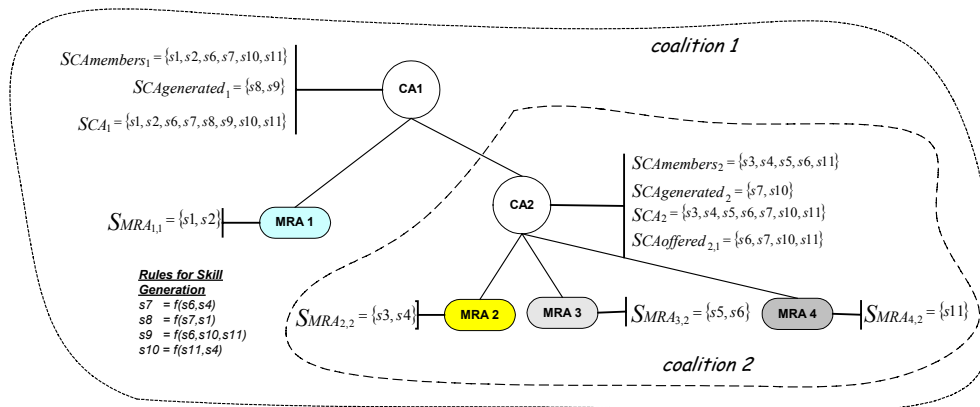 coalition 1
SCAmembers₁ = {s1, s2, s6, s7, s10, s11}
SCAgenerated₁ = {s8, s9}
SCA₁ = {s1, s2, s6, s7, s8, s9, s10, s11}
CA1
SCAmembers₂ = {s3, s4, s5, s6, s11}
SCAgenerated₂ = {s7, s10}
SCA₂ = {s3, s4, s5, s6, s7, s10, s11}
SCAoffered₂,₁ = {s6, s7, s10, s11}
CA2
S_MRA₁,₁ = {s1, s2}
MRA 1
Rules for Skill
Generation
s7 = f(s6,s4)
s8 = f(s7,s1)
s9 = f(s6,s10,s11)
s10 = f(s11,s4)
S_MRA₂,₂ = {s3, s4}
MRA 2
MRA 3
S_MRA₃,₂ = {s5, s6}
MRA 4
S_MRA₄,₂ = {s11}
coalition 2